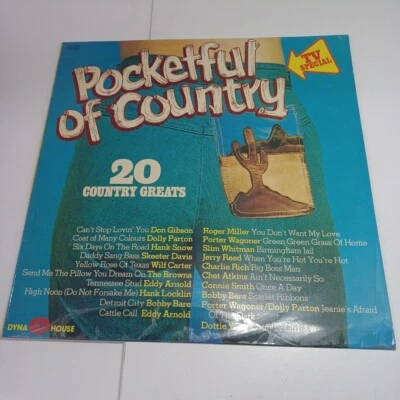 Pocketful
of Country
TV
SPECIAL
20
COUNTRY GREATS
Can't Stop Lovin' You Don Gibson
Coat of Many Colours Dolly Parton
Six Days On The Road Hank Snow
Daddy Sang Bass Skeeter Davis
Yellow Rose Of Texas Wilf Carter
Send Me The Pillow You Dream On The Browns
Tennessee Stud Eddy Arnold
High Noon (Do Not Forsake Me) Hank Locklin
Detroit City Bobby Bare
Cattle Call Eddy Arnold
Roger Miller You Don't Want My Love
Porter Wagoner Green Green Grass Of Home
Slim Whitman Birmingham Jail
Jerry Reed When You're Hot You're Hot
Charlie Rich Big Boss Man
Chet Atkins Ain't Necessarily So
Connie Smith Once A Day
Bobby Bare Scarlet Ribbons
Porter Wagoner/Dolly Parton Jeanie's Afraid
Of The Dark
Dottie
DYNA HOUSE